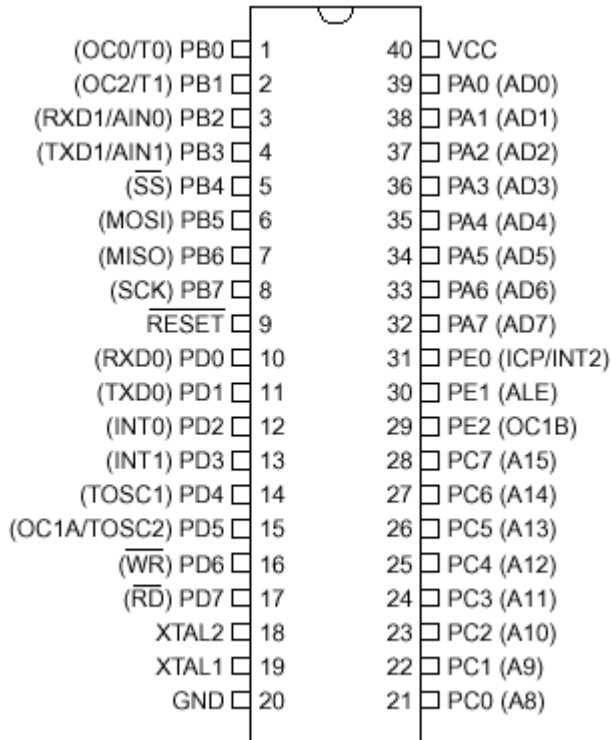 (OC0/T0) PB0 1 40 VCC
(OC2/T1) PB1 2 39 PA0 (AD0)
(RXD1/AIN0) PB2 3 38 PA1 (AD1)
(TXD1/AIN1) PB3 4 37 PA2 (AD2)
(S̅S̅) PB4 5 36 PA3 (AD3)
(MOSI) PB5 6 35 PA4 (AD4)
(MISO) PB6 7 34 PA5 (AD5)
(SCK) PB7 8 33 PA6 (AD6)
R̅E̅S̅E̅T̅ 9 32 PA7 (AD7)
(RXD0) PD0 10 31 PE0 (ICP/INT2)
(TXD0) PD1 11 30 PE1 (ALE)
(INT0) PD2 12 29 PE2 (OC1B)
(INT1) PD3 13 28 PC7 (A15)
(TOSC1) PD4 14 27 PC6 (A14)
(OC1A/TOSC2) PD5 15 26 PC5 (A13)
(W̅R̅) PD6 16 25 PC4 (A12)
(R̅D̅) PD7 17 24 PC3 (A11)
XTAL2 18 23 PC2 (A10)
XTAL1 19 22 PC1 (A9)
GND 20 21 PC0 (A8)